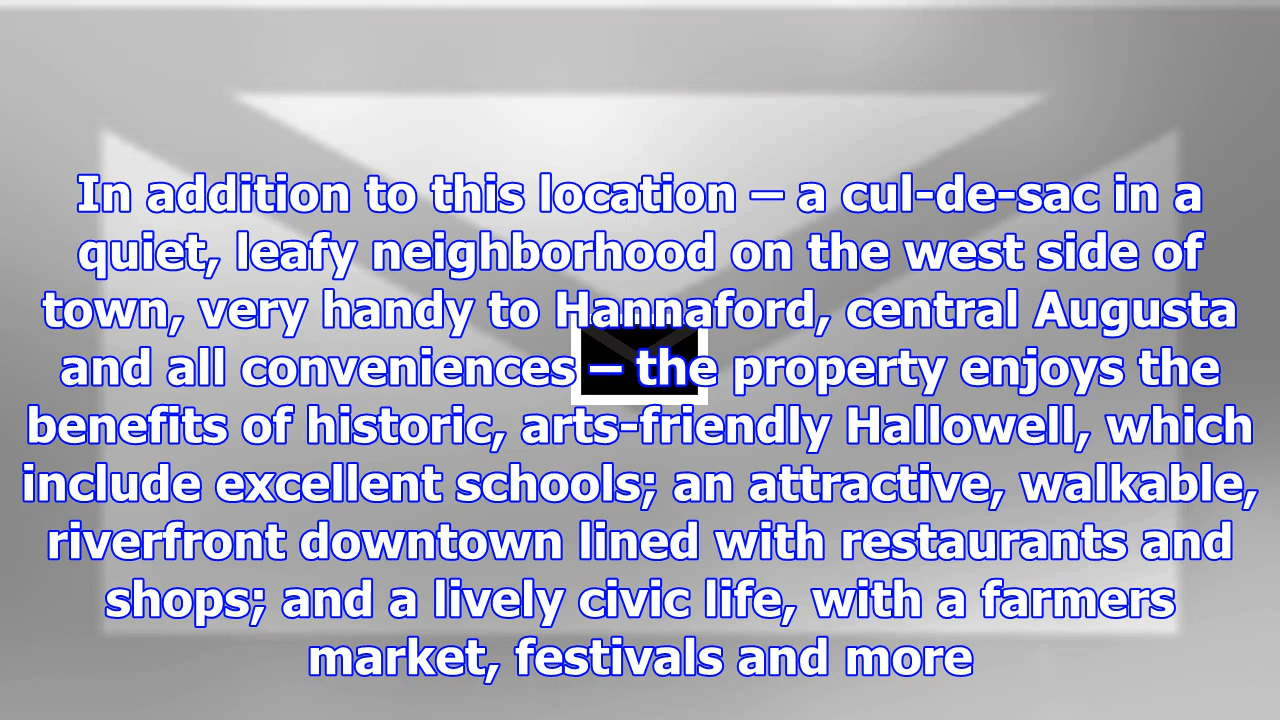 In addition to this location – a cul-de-sac in a
quiet, leafy neighborhood on the west side of
town, very handy to Hannaford, central Augusta
and all conveniences – the property enjoys the
benefits of historic, arts-friendly Hallowell, which
include excellent schools; an attractive, walkable,
riverfront downtown lined with restaurants and
shops; and a lively civic life, with a farmers
market, festivals and more